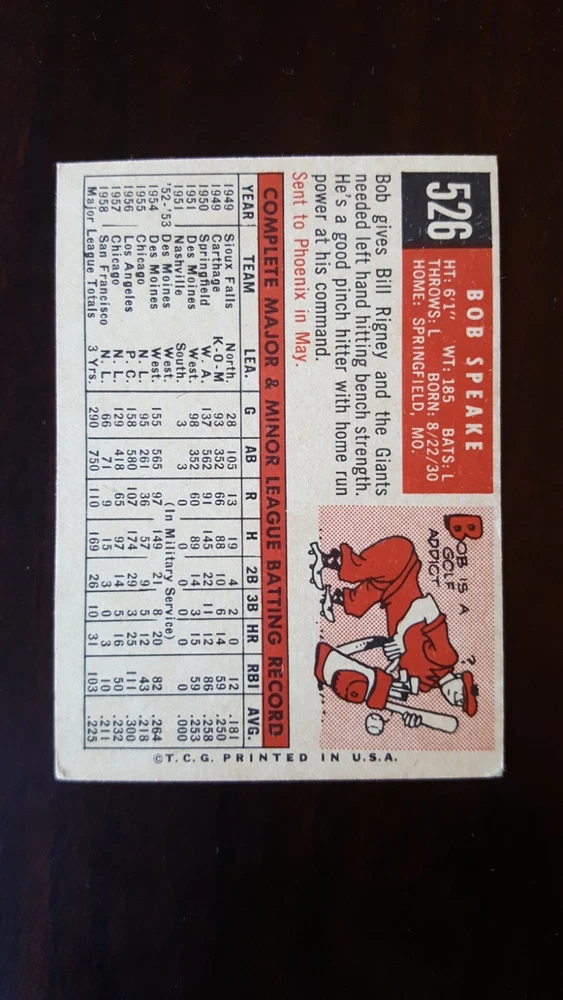 526
BOB SPEAKE
HT: 6'1" WT: 185 BATS: L
THROWS: L BORN: 8/22/30
HOME: SPRINGFIELD, MO.
Bob gives Bill Rigney and the Giants
needed left hand hitting bench strength.
He's a good pinch hitter with home run
power at his command.
Sent to Phoenix in May.
BOB IS A
GOLF
ADDICT
?
COMPLETE MAJOR & MINOR LEAGUE BATTING RECORD
YEAR TEAM LEA. G AB R H 2B 3B HR RBI AVG.
1949 Sioux Falls North. 28 105 13 19 4 2 0 12 .181
1949 Carthage K-O-M 93 352 66 88 10 6 14 59 .250
1950 Springfield W. A. 137 562 91 145 22 11 12 86 .258
1951 Des Moines West. 98 352 60 89 14 3 15 59 .253
1951 Nashville South. 3 3 0 0 0 0 0 0 .000
'52-'53 Des Moines West. (In Military Service)
1954 Des Moines West. 155 565 97 149 21 8 20 82 .264
1955 Chicago N. L. 95 261 36 57 9 5 12 43 .218
1956 Los Angeles P. C. 158 580 107 174 29 3 25 111 .300
1957 Chicago N. L. 129 418 65 97 14 5 16 50 .232
1958 San Francisco N. L. 66 71 9 15 3 0 3 10 .211
Major League Totals 3 Yrs. 290 750 110 169 26 10 31 103 .225
©T.C.G. PRINTED IN U.S.A.